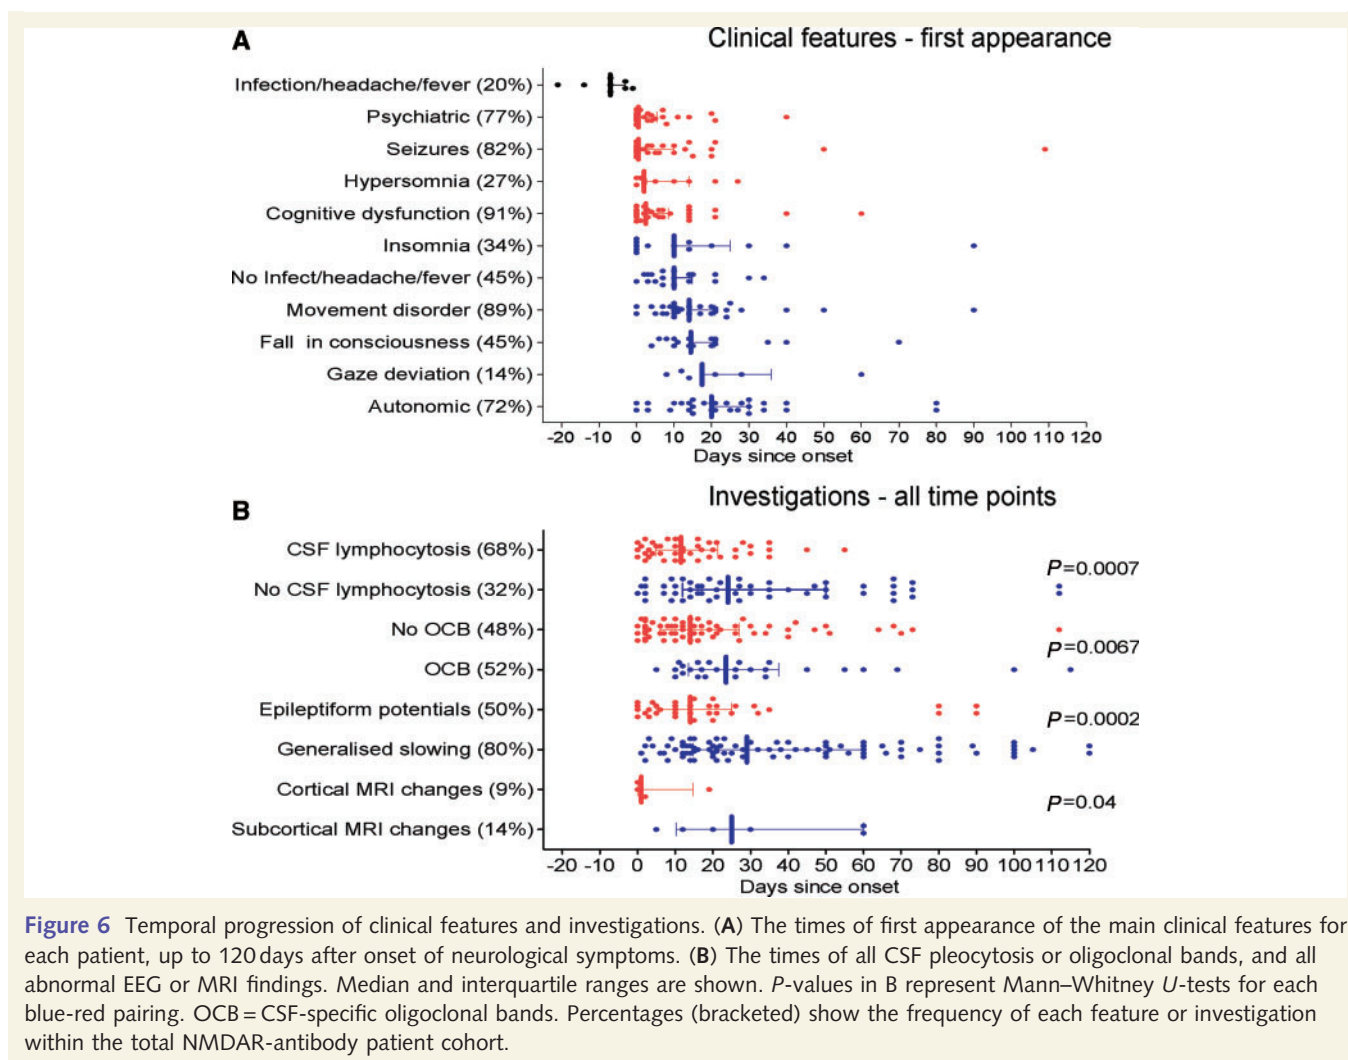 A
Clinical features - first appearance
Infection/headache/fever (20%)
Psychiatric (77%)
Seizures (82%)
Hypersomnia (27%)
Cognitive dysfunction (91%)
Insomnia (34%)
No Infect/headache/fever (45%)
Movement disorder (89%)
Fall in consciousness (45%)
Gaze deviation (14%)
Autonomic (72%)
-20 -10 0 10 20 30 40 50 60 70 80 90 100 110 120
Days since onset
B
Investigations - all time points
CSF lymphocytosis (68%)
P=0.0007
No CSF lymphocytosis (32%)
No OCB (48%)
P=0.0067
OCB (52%)
Epileptiform potentials (50%)
P=0.0002
Generalised slowing (80%)
Cortical MRI changes (9%)
P=0.04
Subcortical MRI changes (14%)
-20 -10 0 10 20 30 40 50 60 70 80 90 100 110 120
Days since onset
Figure 6 Temporal progression of clinical features and investigations. (A) The times of first appearance of the main clinical features for
each patient, up to 120 days after onset of neurological symptoms. (B) The times of all CSF pleocytosis or oligoclonal bands, and all
abnormal EEG or MRI findings. Median and interquartile ranges are shown. P-values in B represent Mann–Whitney U-tests for each
blue-red pairing. OCB = CSF-specific oligoclonal bands. Percentages (bracketed) show the frequency of each feature or investigation
within the total NMDAR-antibody patient cohort.